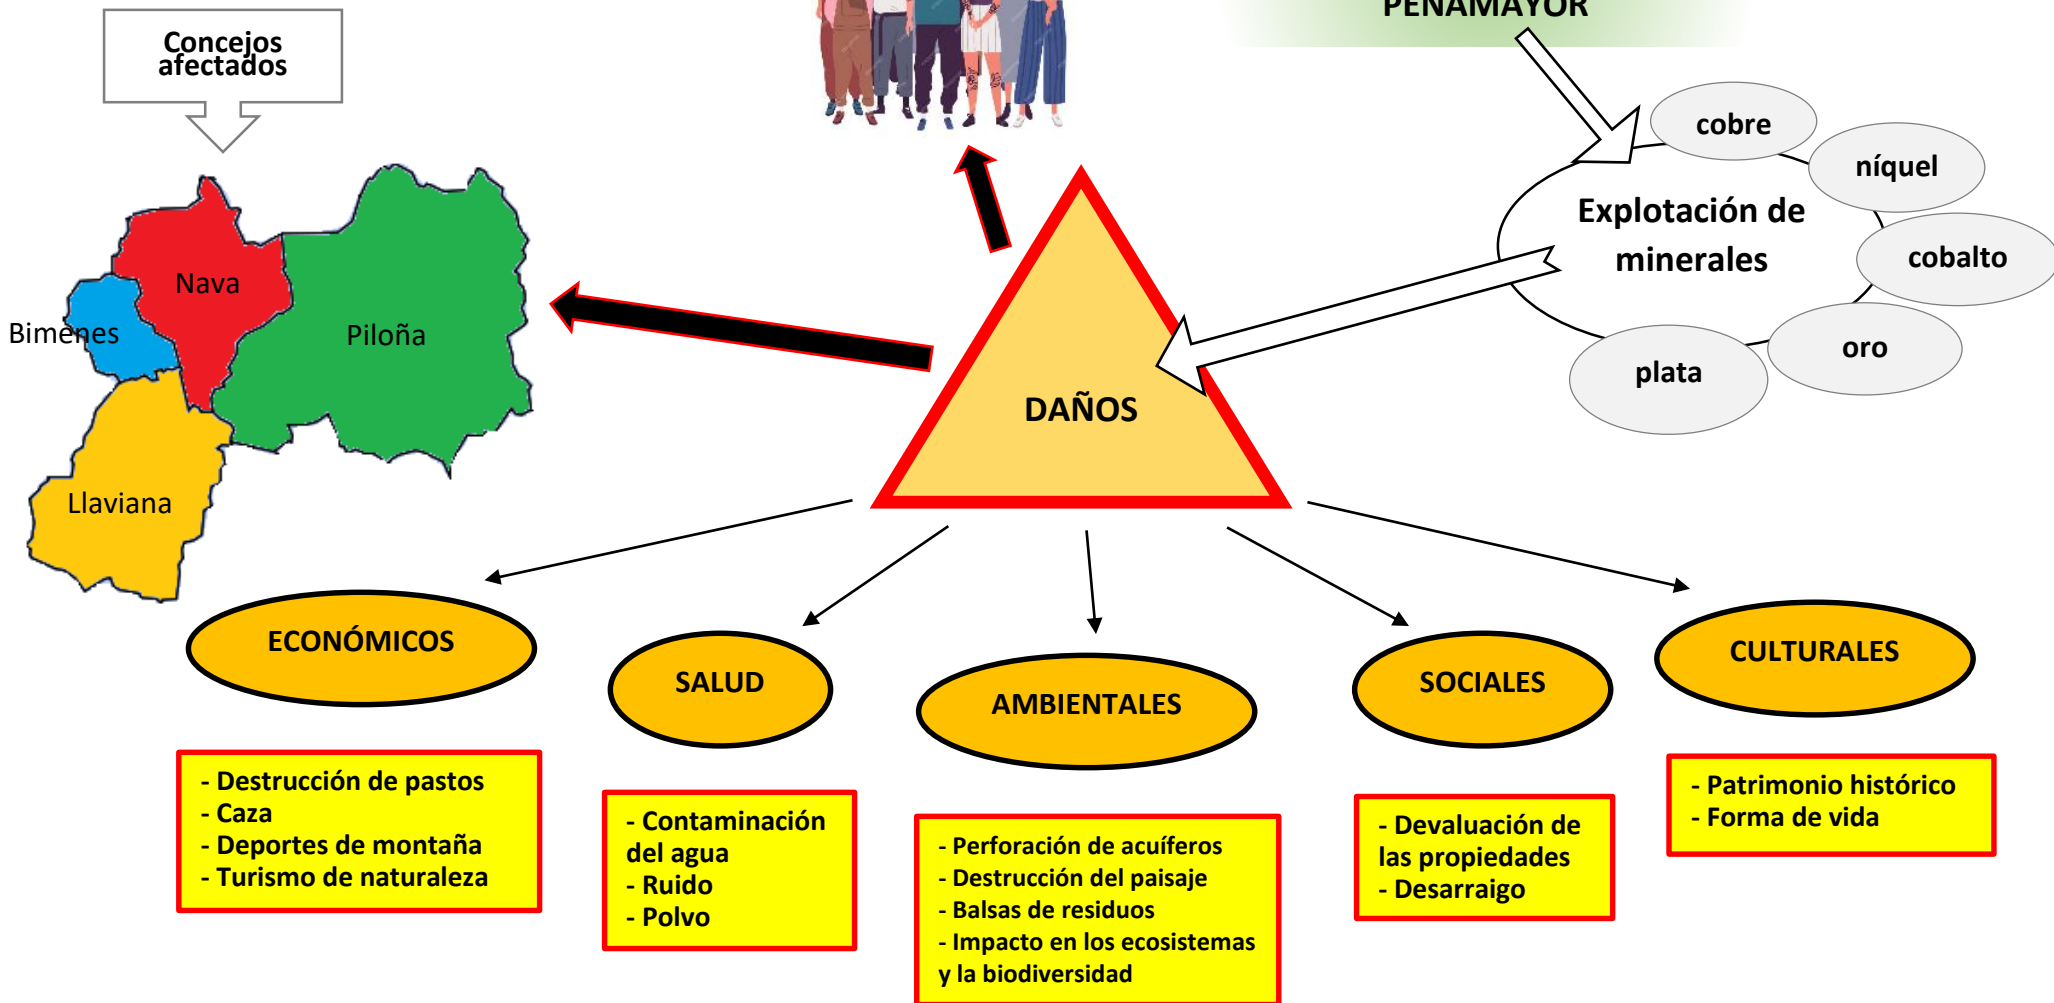 PEÑAMAYOR
Concejos
afectados
cobre
níquel
Explotación de
minerales
cobalto
oro
plata
Nava
Bimenes
Piloña
Llaviana
DAÑOS
ECONÓMICOS
- Destrucción de pastos
- Caza
- Deportes de montaña
- Turismo de naturaleza
SALUD
- Contaminación
del agua
- Ruido
- Polvo
AMBIENTALES
- Perforación de acuíferos
- Destrucción del paisaje
- Balsas de residuos
- Impacto en los ecosistemas
y la biodiversidad
SOCIALES
- Devaluación de
las propiedades
- Desarraigo
CULTURALES
- Patrimonio histórico
- Forma de vida